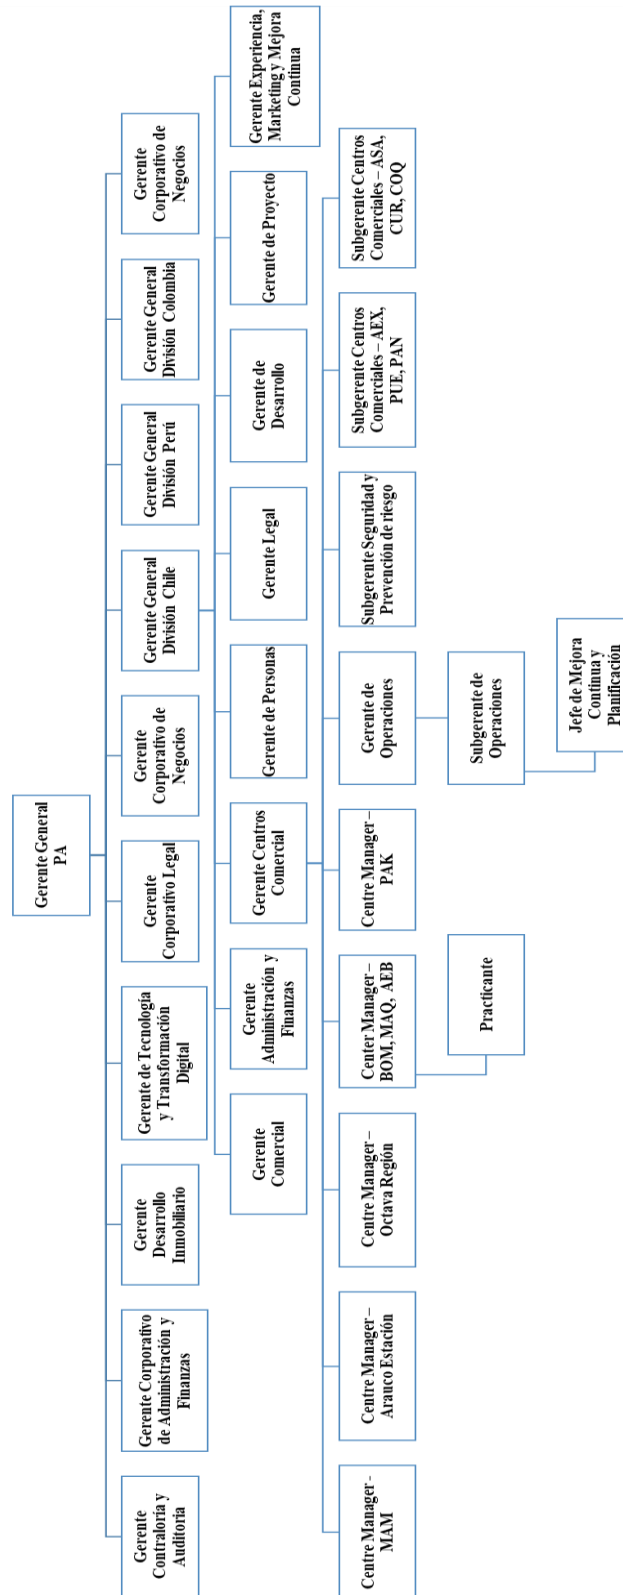 Gerente General
PA
Gerente
Contraloria y
Auditoria
Gerente Corporativo
de Administración y
Finanzas
Gerente
Desarrollo
Inmobiliario
Gerente de Tecnología
y Transformación
Digital
Gerente
Corporativo Legal
Gerente
Corporativo de
Negocios
Gerente General
División Chile
Gerente General
División Perú
Gerente General
División Colombia
Gerente
Corporativo de
Negocios
Gerente
Comercial
Gerente
Administración y
Finanzas
Gerente Centros
Comercial
Gerente de Personas
Gerente Legal
Gerente de
Desarrollo
Gerente de Proyecto
Gerente Experiencia,
Marketing y Mejora
Continua
Centre Manager -
MAM
Centre Manager –
Arauco Estación
Centre Manager –
Octava Región
Center Manager –
BOM, MAQ, AEB
Centre Manager –
PAK
Gerente de
Operaciones
Subgerente Seguridad y
Prevención de riesgo
Subgerente Centros
Comerciales – AEX,
PUE, PAN
Subgerente Centros
Comerciales – ASA,
CUR, COQ
Practicante
Subgerente de
Operaciones
Jefe de Mejora
Continua y
Planificación